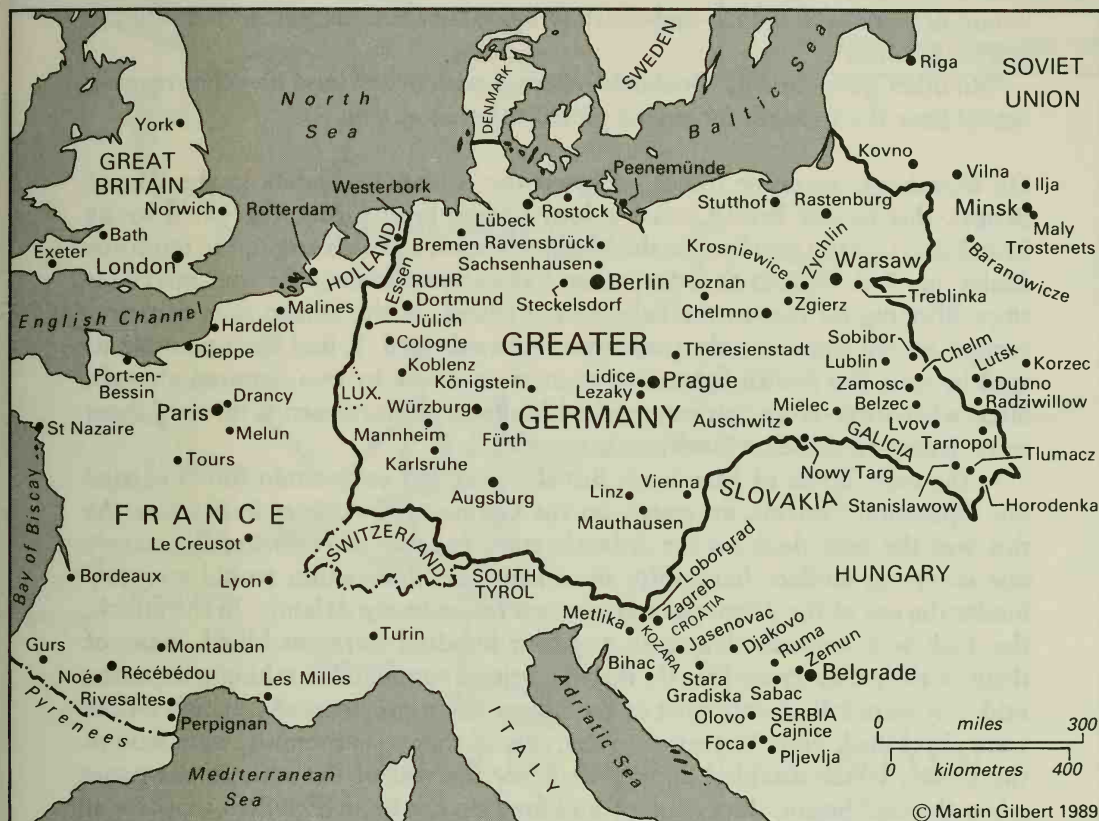 North
Sea
DENMARK
SWEDEN
Baltic Sea
Riga
SOVIET
UNION
York
GREAT
BRITAIN
Westerbork
Peenemünde
Kovno
Vilna
Ilja
Minsk
Maly
Trostenets
Norwich
Rotterdam
Lübeck
Rostock
Stutthof
Rastenburg
Bath
Exeter
London
HOLLAND
Bremen
Ravensbrück
Krosniewice
Zychlin
Baranowicze
Sachsenhausen
Essen
RUHR
Berlin
Poznan
Warsaw
Malines
Dortmund
Steckelsdorf
Chelmno
Zgierz
Treblinka
English Channel
Hardelot
Jülich
Dieppe
Cologne
GREATER
Theresienstadt
Sobibor
Chelm
Lutsk
Korzec
Port-en-
Bessin
Koblenz
Königstein
Lidice
Prague
Lublin
Dubno
Drancy
LUX.
Lezaky
Zamosc
Radziwillow
Paris
Würzburg
GERMANY
Mielec
Belzec
St Nazaire
Melun
Mannheim
Fürth
Auschwitz
Lvov
Karlsruhe
GALICIA
Tarnopol
Tours
Nowy Targ
Tlumacz
Bay of Biscay
Augsburg
Linz
Vienna
SLOVAKIA
Stanislawow
Horodenka
FRANCE
Mauthausen
Le Creusot
SWITZERLAND
Loborgrad
HUNGARY
Bordeaux
Lyon
SOUTH
TYROL
Zagreb
Metlika
CROATIA
KOZARA
Jasenovac
Djakovo
Ruma
Zemun
Turin
Gurs
Montauban
Bihac
Belgrade
Noé
Récébédou
Les Milles
Stara
Gradiska
Sabac
Rivesaltes
Adriatic Sea
Olovo
SERBIA
0 miles 300
Pyrenees
Perpignan
ITALY
Cajnice
Foca
Pljevlja
0 kilometres 400
Mediterranean
Sea
© Martin Gilbert 1989